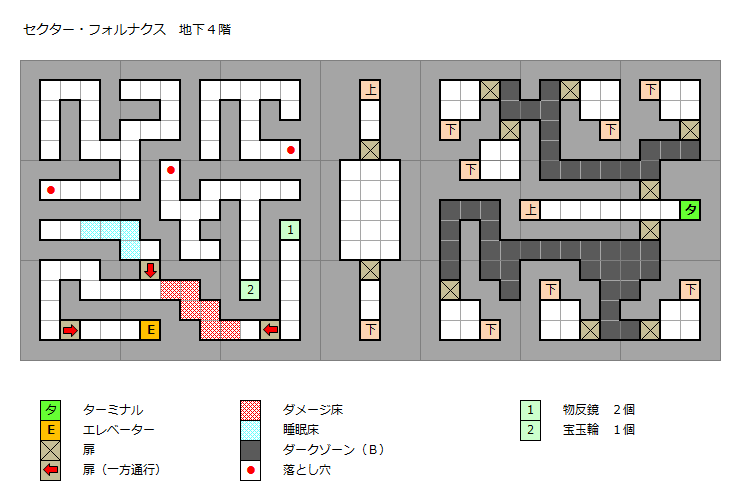 セクター・フォルナクス　地下４階
上 下
下 下 下
下
1 上 タ
2 下 下
E 下 下
タ ターミナル ダメージ床 1 物反鏡　２個
E エレベーター 睡眠床 2 宝玉輪　１個
扉 ダークゾーン（Ｂ）
扉（一方通行） 落とし穴